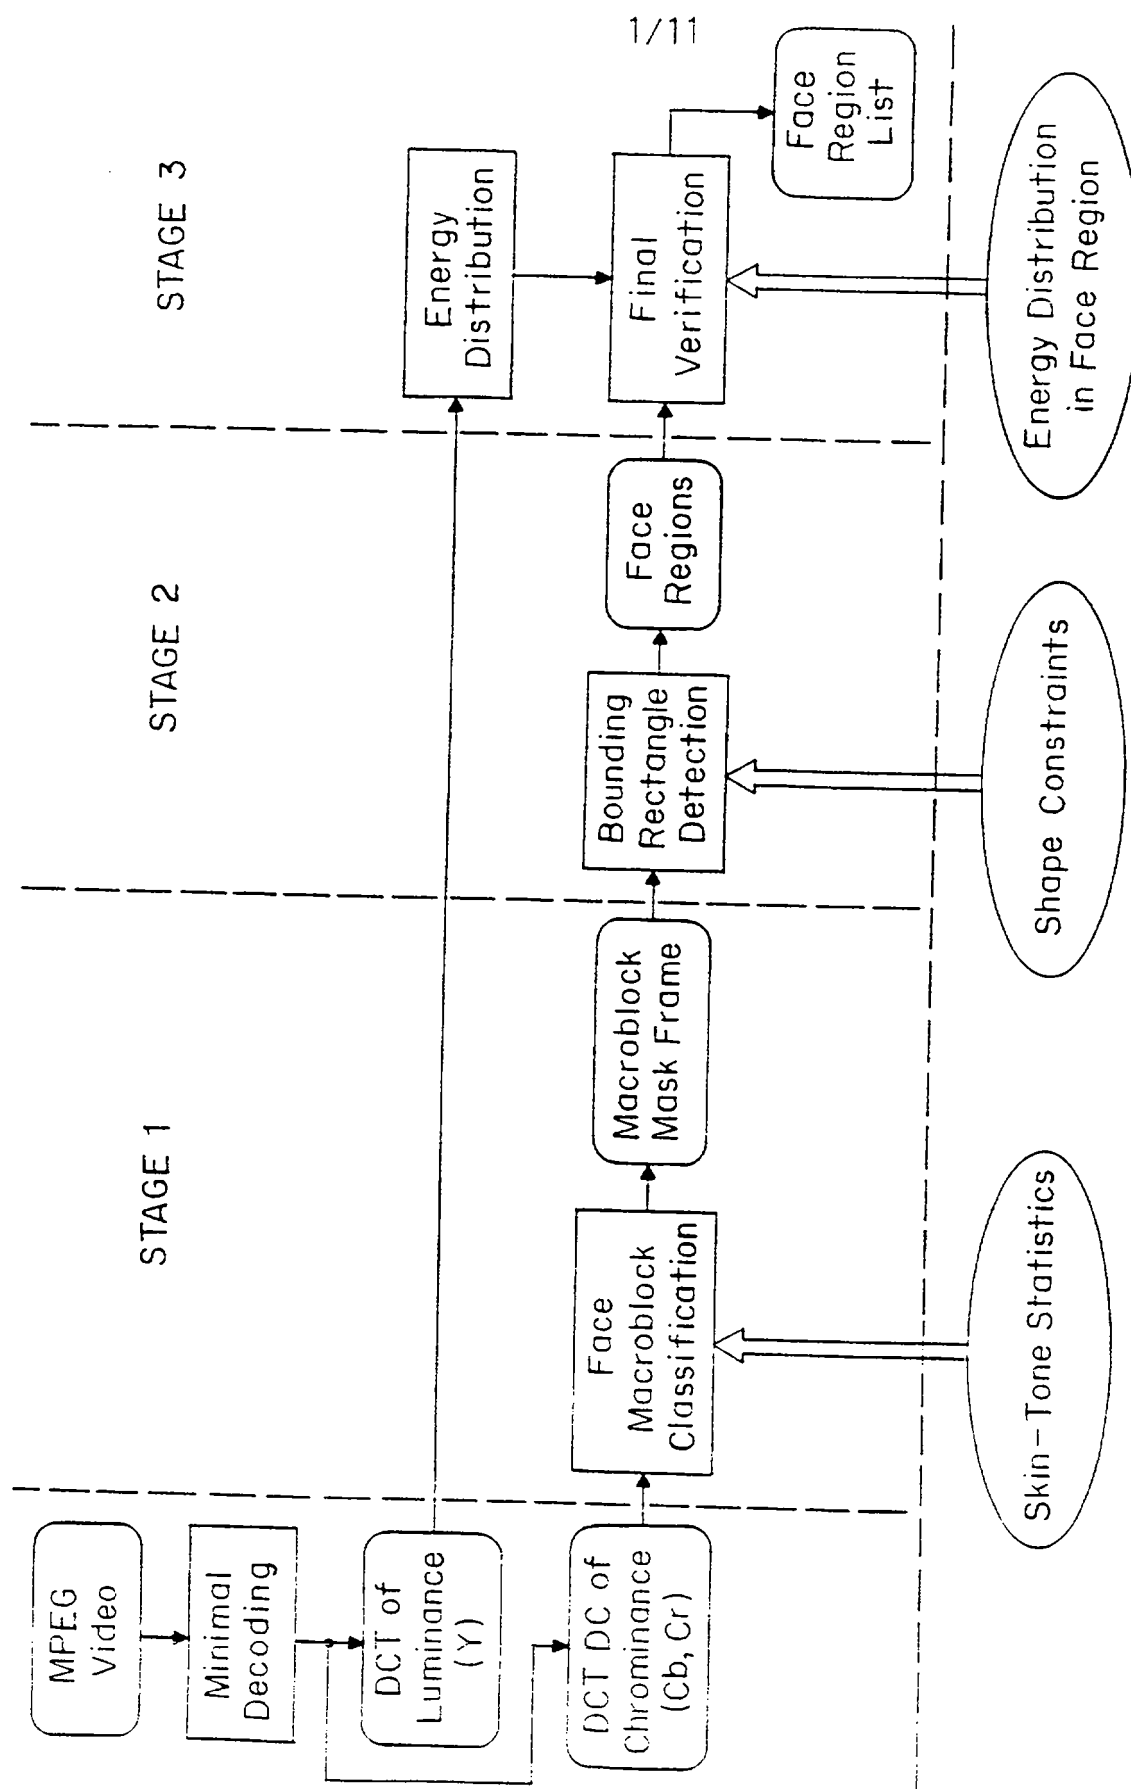 1/11
STAGE 1
STAGE 2
STAGE 3
MPEG
Video
Minimal
Decoding
DCT of
Luminance
(Y)
DCT DC of
Chrominance
(Cb, Cr)
Face
Macroblock
Classification
Macroblock
Mask Frame
Bounding
Rectangle
Detection
Face
Regions
Energy
Distribution
Final
Verification
Face
Region
List
Skin-Tone Statistics
Shape Constraints
Energy Distribution
in Face Region